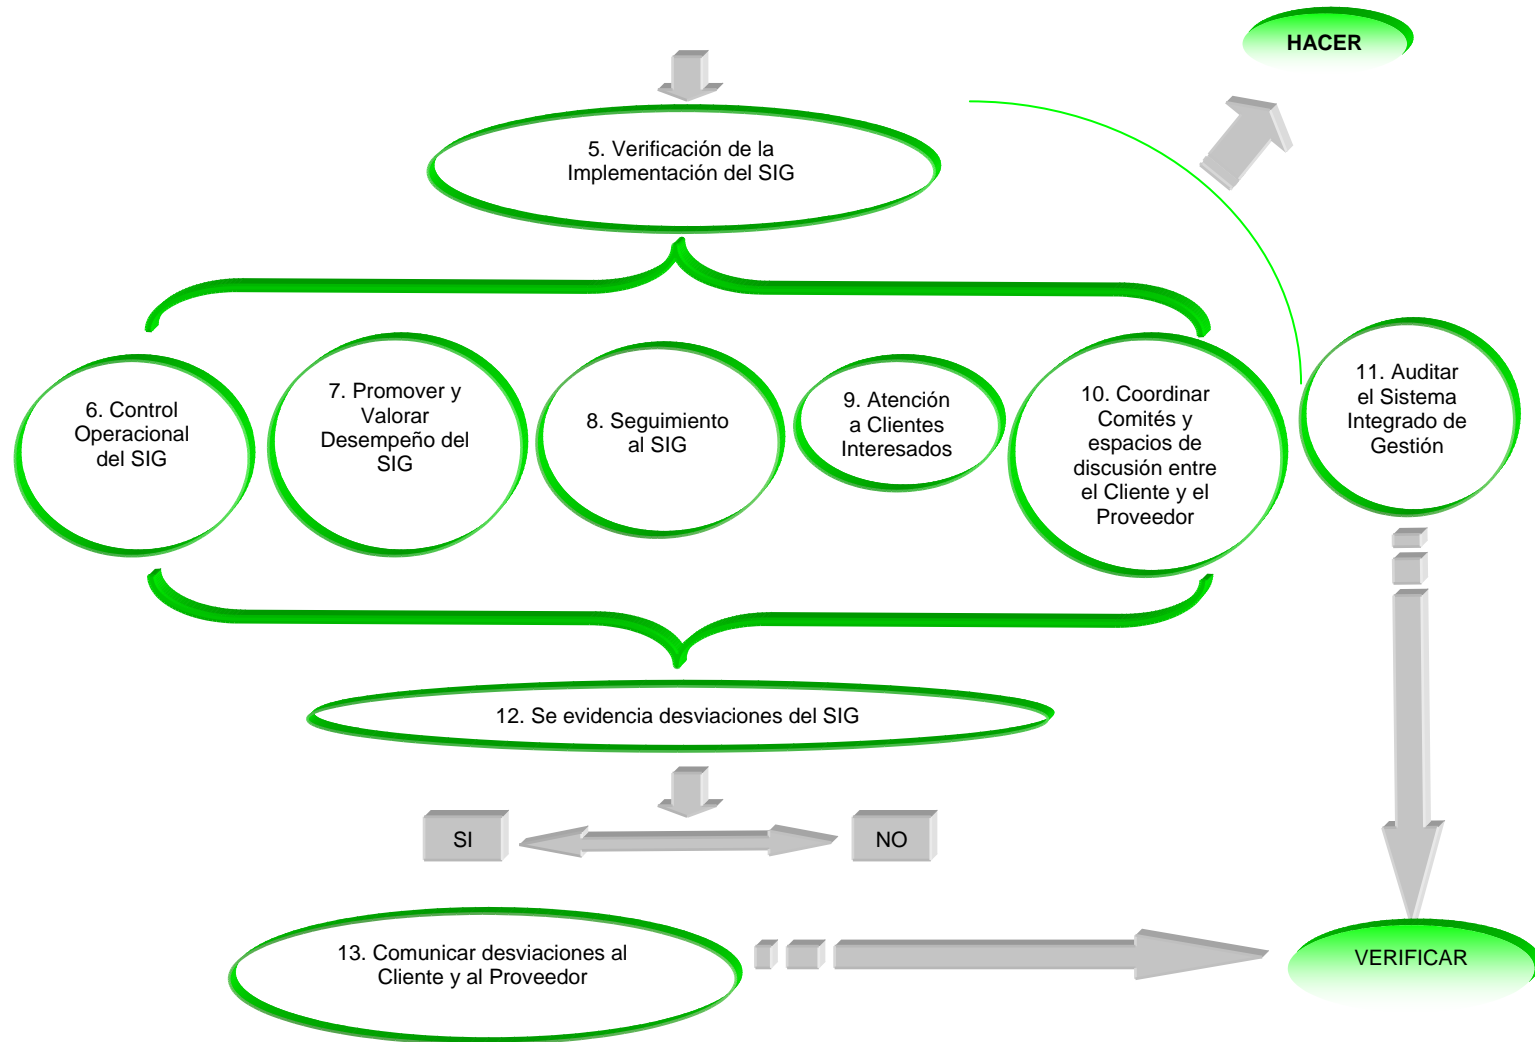 HACER
5. Verificación de la
Implementación del SIG
6. Control
Operacional
del SIG
7. Promover y
Valorar
Desempeño del
SIG
8. Seguimiento
al SIG
9. Atención
a Clientes
Interesados
10. Coordinar
Comités y
espacios de
discusión entre
el Cliente y el
Proveedor
11. Auditar
el Sistema
Integrado de
Gestión
12. Se evidencia desviaciones del SIG
SI
NO
13. Comunicar desviaciones al
Cliente y al Proveedor
VERIFICAR